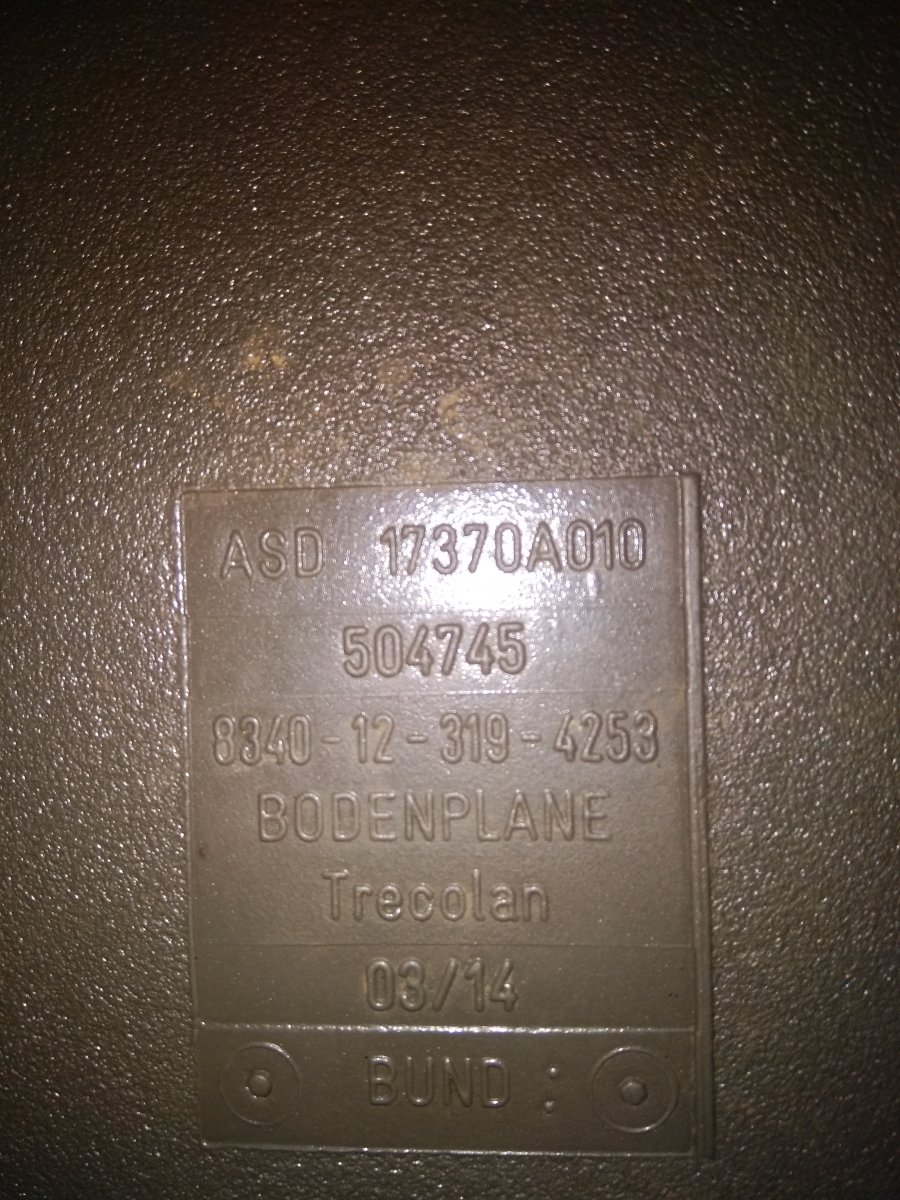 ASD 17370A010
504745
8340-12-319-4253
BODENPLANE
Trecolan
03/14
BUND :